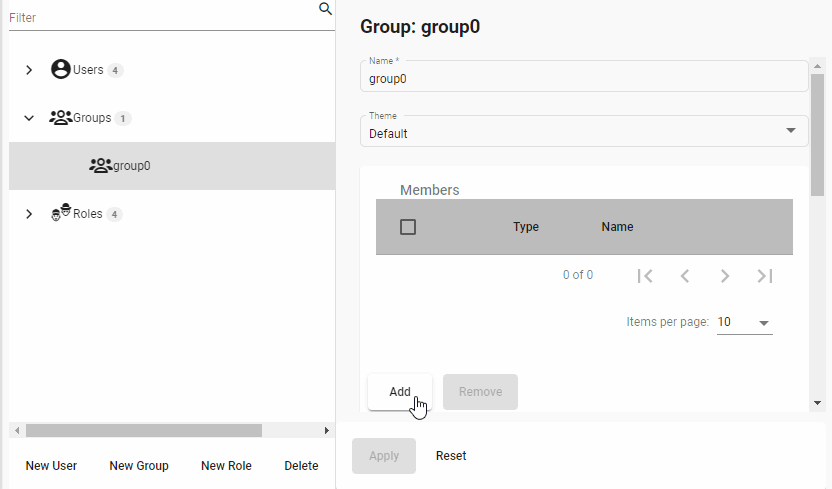 Filter
Users 4
Groups 1
group0
Roles 4
New User New Group New Role Delete
Group: group0
Name *
group0
Theme
Default
Members
Type Name
0 of 0
Items per page: 10
Add Remove
Apply Reset